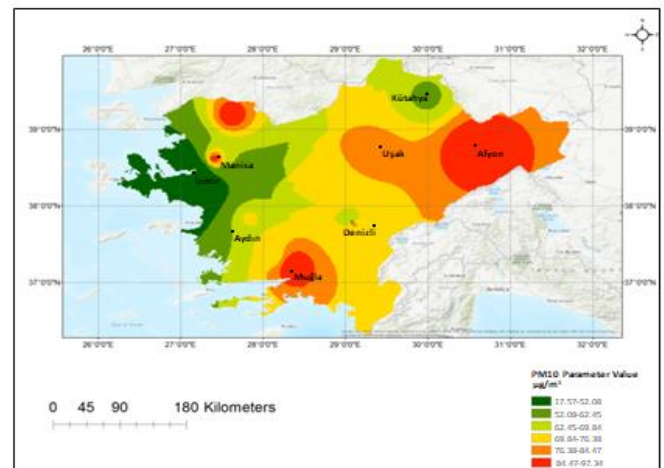 26°0'0"E 27°0'0"E 28°0'0"E 29°0'0"E 30°0'0"E 31°0'0"E 32°0'0"E
39°0'0"N 39°0'0"N
38°0'0"N 38°0'0"N
37°0'0"N 37°0'0"N
Kütahya
Uşak
Afyon
Manisa
İzmir
Aydın
Denizli
Muğla
26°0'0"E 27°0'0"E 28°0'0"E 29°0'0"E 30°0'0"E 31°0'0"E 32°0'0"E
0 45 90 180 Kilometers
PM10 Parameter Value
µg/m³
17.57-52.08
52.08-62.45
62.45-69.84
69.84-76.38
76.38-84.47
84.47-97.34